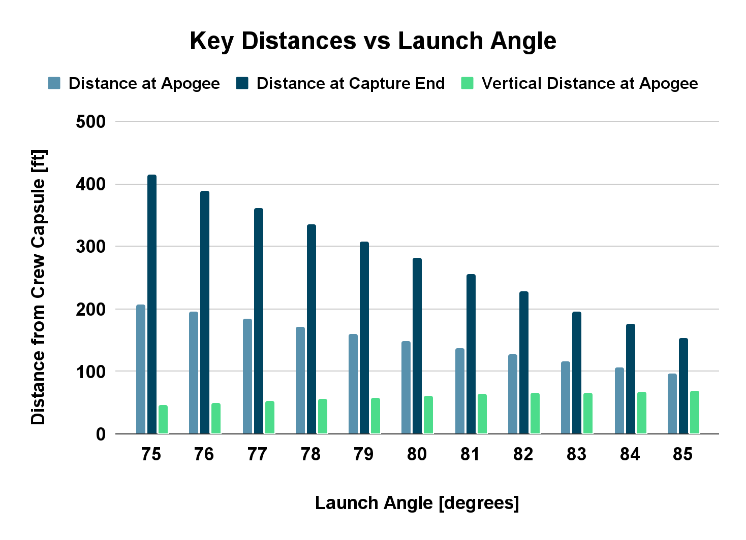 Key Distances vs Launch Angle
Distance at Apogee Distance at Capture End Vertical Distance at Apogee
500
400
300
200
100
0
Distance from Crew Capsule [ft]
75 76 77 78 79 80 81 82 83 84 85
Launch Angle [degrees]